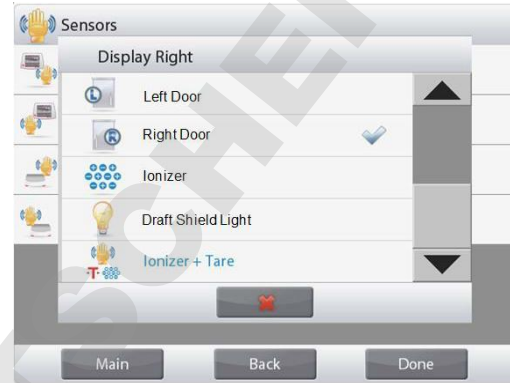 Sensors
Display Right
L Left Door
R Right Door
Ionizer
Draft Shield Light
-T- Ionizer + Tare
Main Back Done